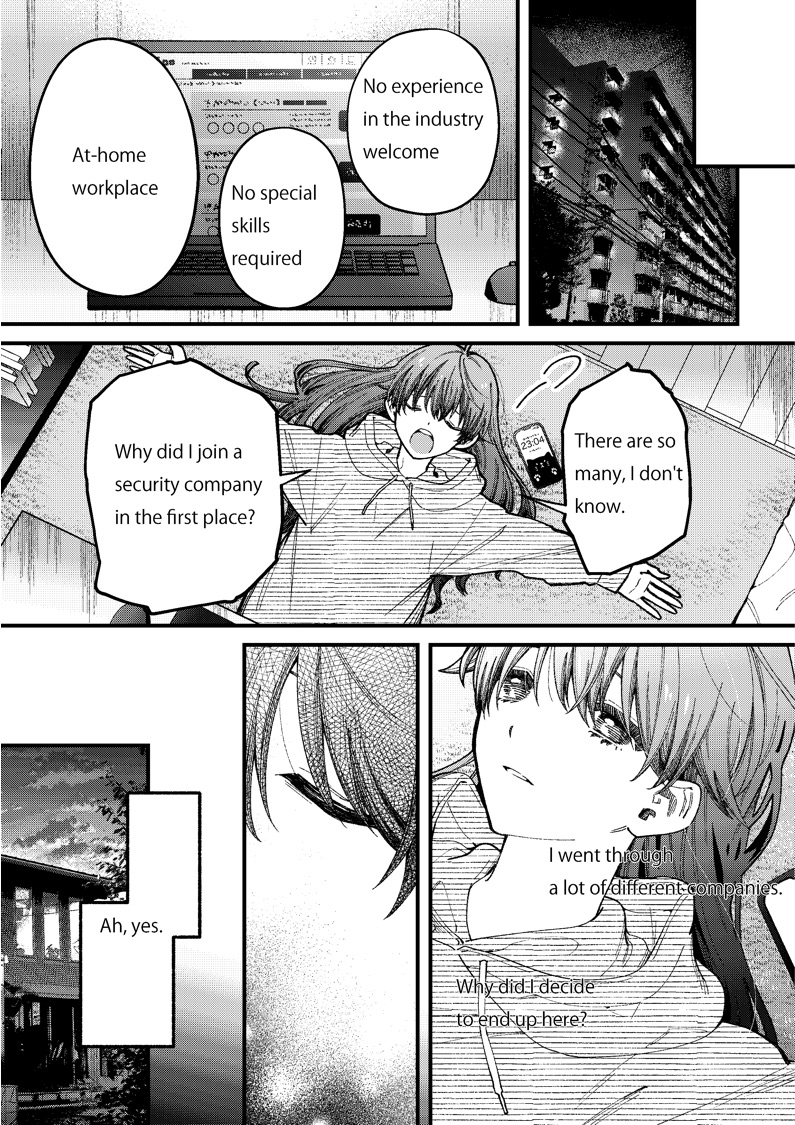 No experience
in the industry
welcome
No special
skills
required
At-home
workplace
There are so
many, I don't
know.
23:04
Why did I join a
security company
in the first place?
I went through
a lot of different companies.
Why did I decide
to end up here?
Ah, yes.